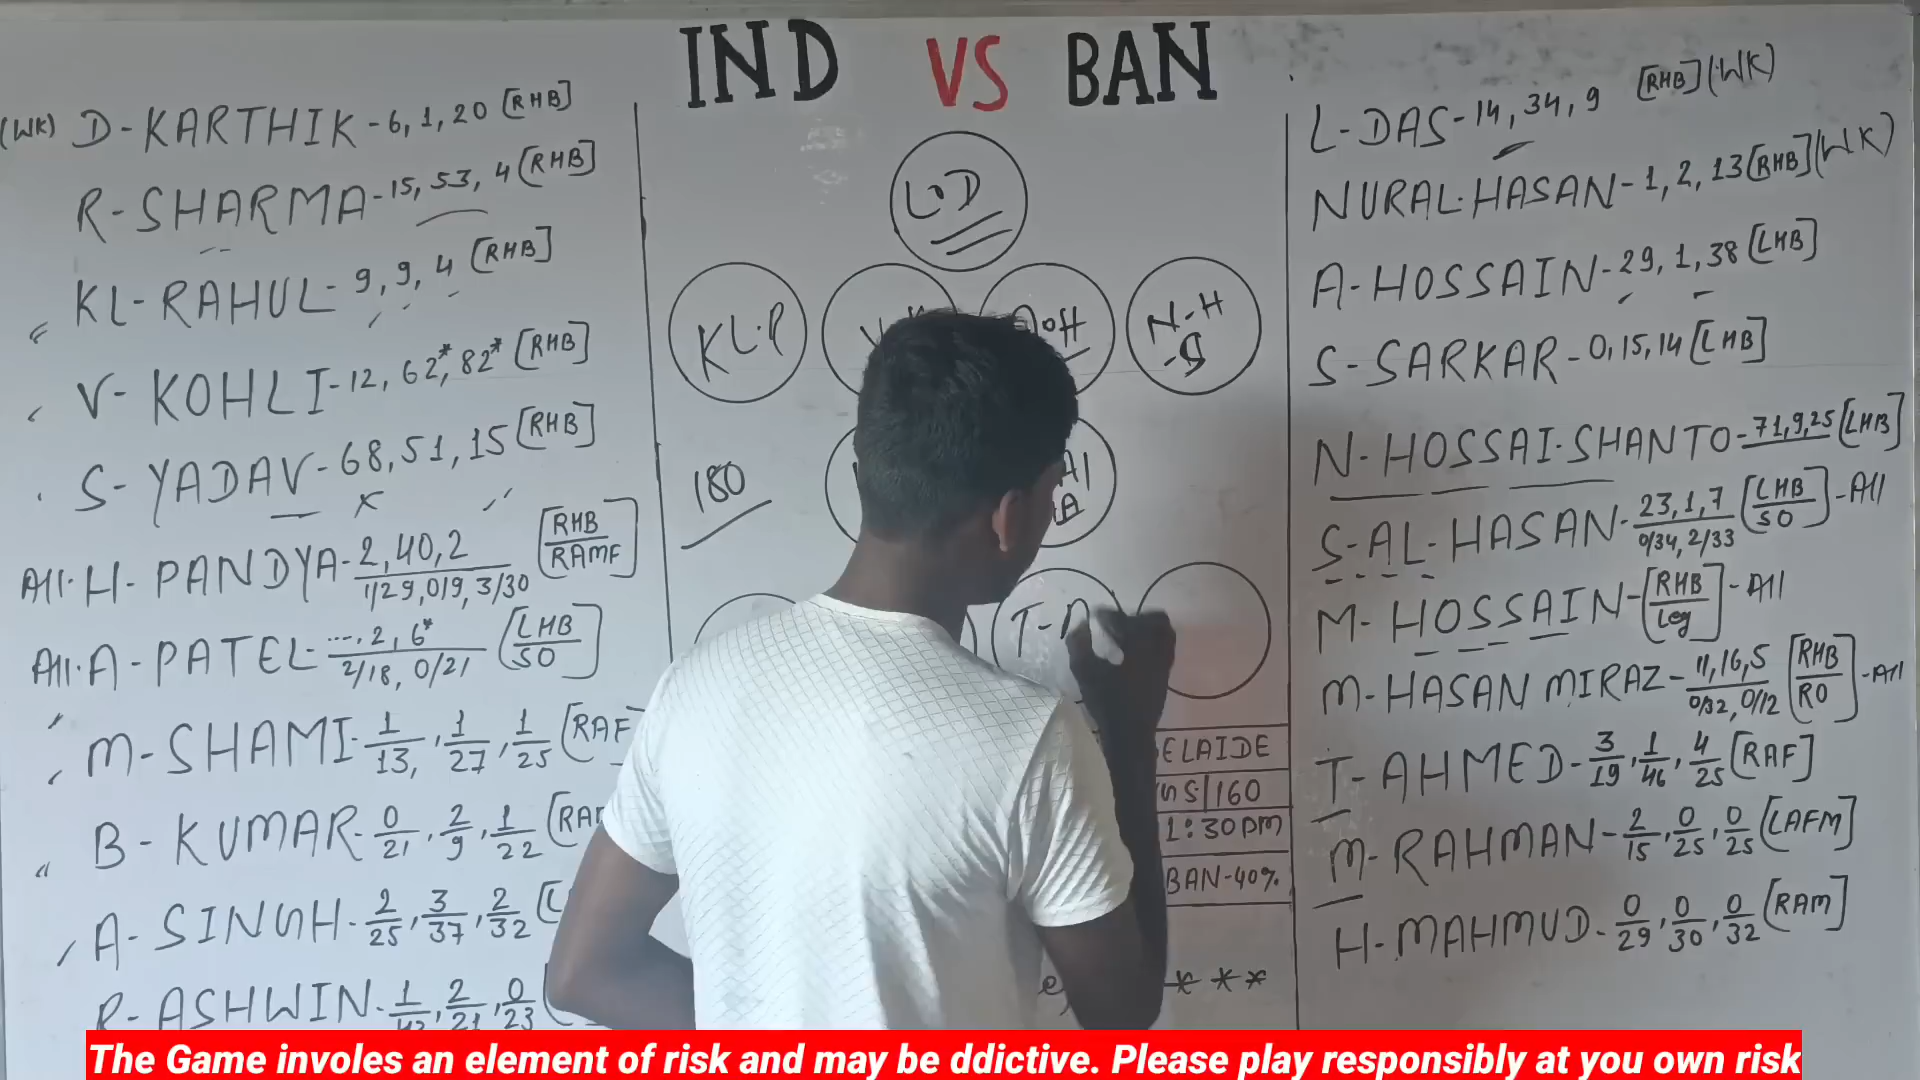 IND VS BAN
(WK) D-KARTHIK-6,1,20 [RHB]
R-SHARMA-15, 53, 4 [RHB]
KL-RAHUL-9,9,4 [RHB]
V-KOHLI-12, 62*, 82* [RHB]
S-YADAV-68,51,15 [RHB]
All.H-PANDYA-2,40,2 [RHB
1/29,0/9,3/30 RAMF]
All.A-PATEL-...,2,6* [LHB
2/18, 0/21 SO]
M-SHAMI-1/13, 1/27, 1/25 [RAF
B-KUMAR-0/21, 2/9, 1/22
A-SINGH-2/25, 3/37, 2/32
R-ASHWIN-1/42, 2/21, 0/23
L.D
KL.R
N-H
-S
180
ELAIDE
S/160
1:30pm
BAN-40%
***
L-DAS-14,34,9 [RHB](WK)
NURAL.HASAN-1,2,13[RHB](WK)
A-HOSSAIN-29,1,38 [LHB]
S-SARKAR-0,15,14 [LHB]
N-HOSSAI.SHANTO-71,9,25 [LHB]
S-AL-HASAN-23,1,7 [LHB -All
0/34, 2/33 SO]
M-HOSSAIN-[RHB -All
Leg]
M-HASAN MIRAZ-11,16,5 [RHB -All
0/32, 0/12 RO]
T-AHMED-3/19, 1/46, 4/25 [RAF]
M-RAHMAN-2/15, 0/25, 0/25 [LAFM]
H-MAHMUD-0/29, 0/30, 0/32 [RAM]
The Game involes an element of risk and may be ddictive. Please play responsibly at you own risk